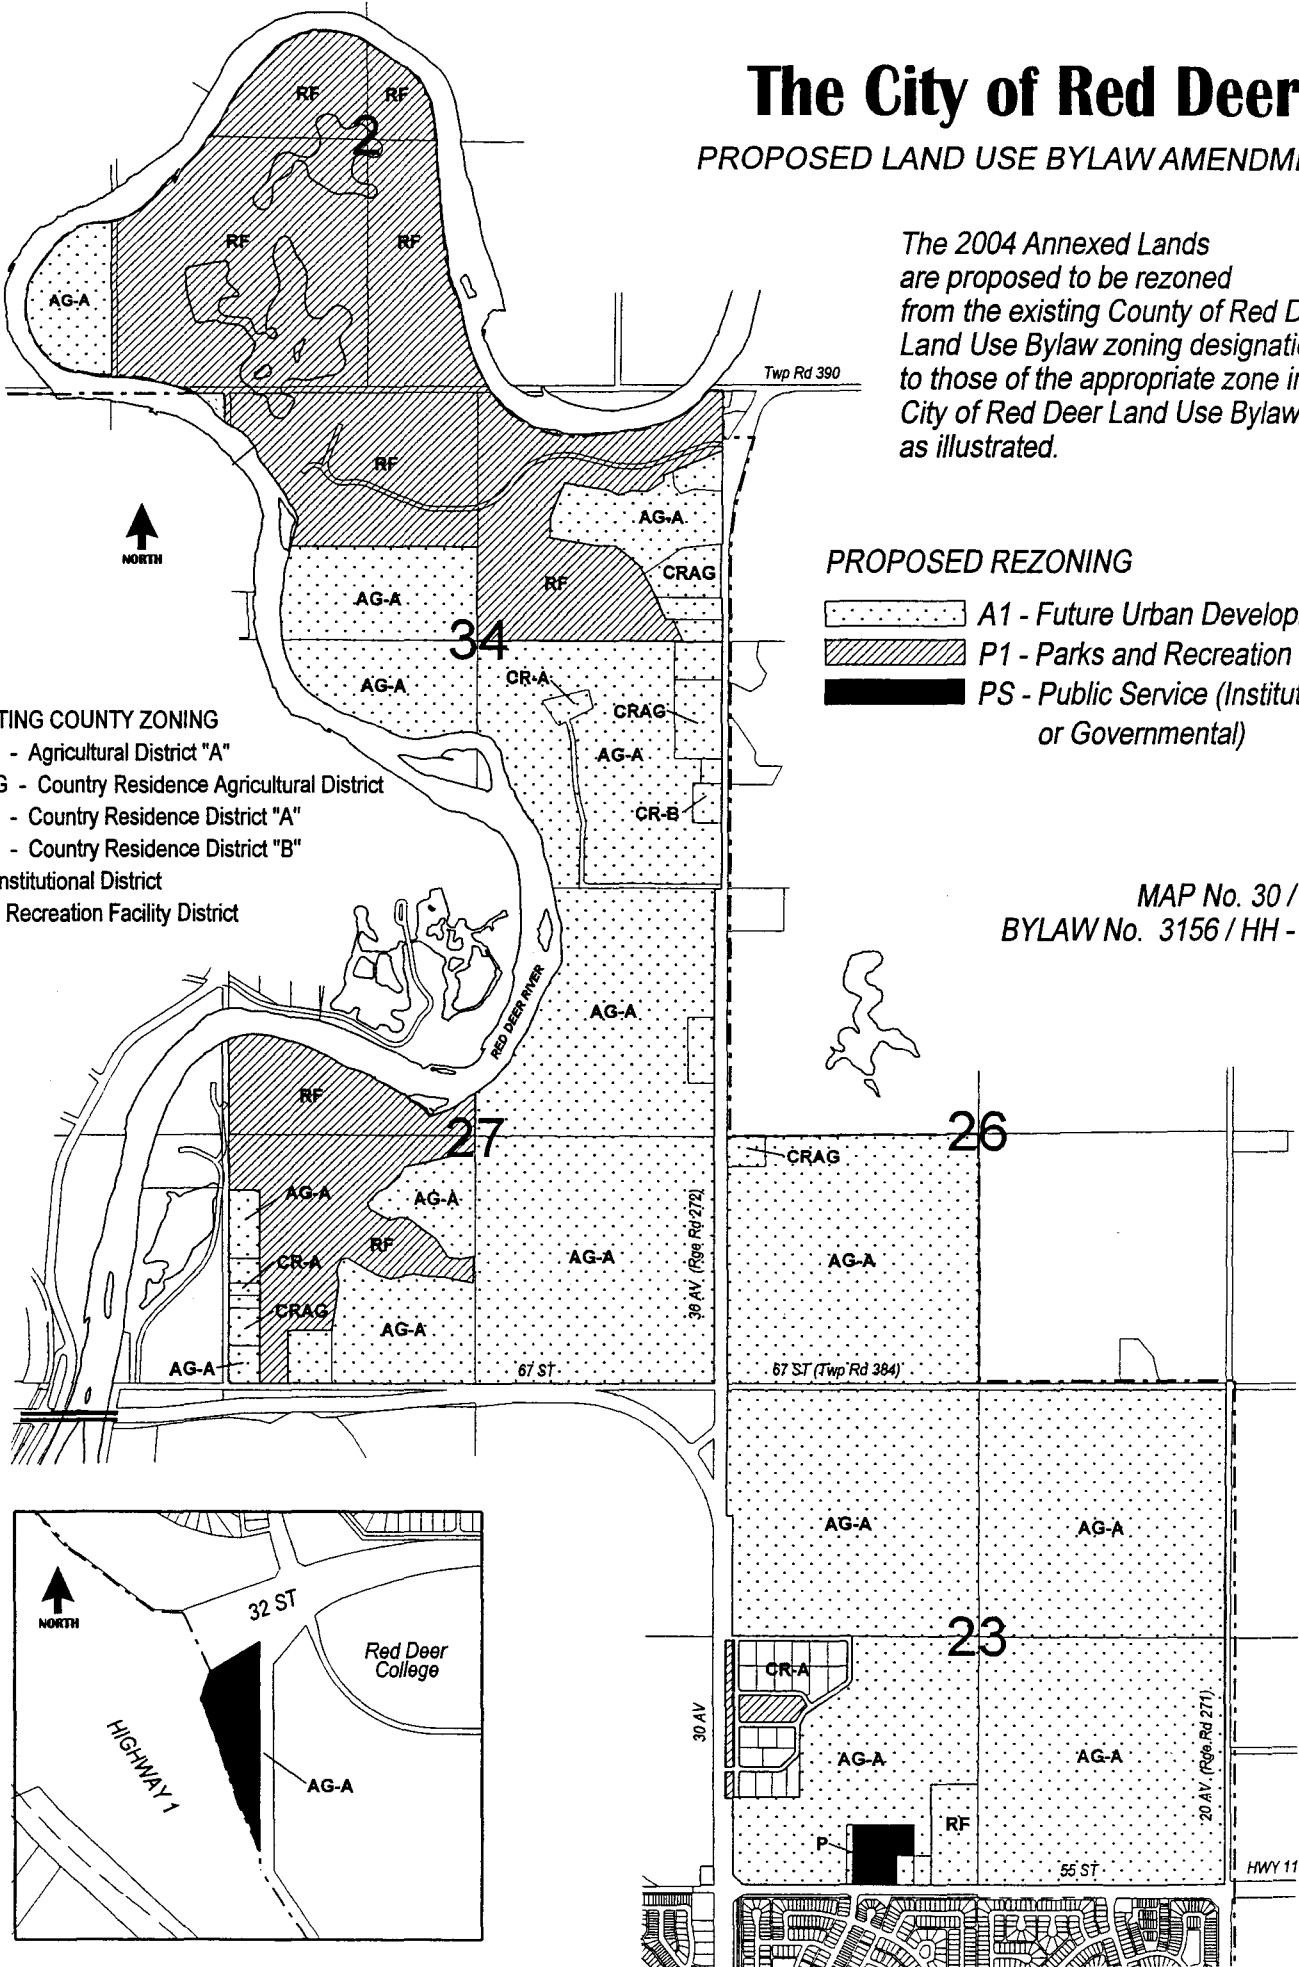 The City of Red Deer
PROPOSED LAND USE BYLAW AMENDM
The 2004 Annexed Lands
are proposed to be rezoned
from the existing County of Red D
Land Use Bylaw zoning designati
to those of the appropriate zone i
City of Red Deer Land Use Bylaw
as illustrated.
RF
RF
2
RF
RF
AG-A
Twp Rd 390
RF
AG-A
NORTH
CRAG
RF
AG-A
34
PROPOSED REZONING
A1 - Future Urban Develop
P1 - Parks and Recreation
PS - Public Service (Institut
or Governmental)
CR-A
AG-A
CRAG
AG-A
CR-B
TING COUNTY ZONING
- Agricultural District "A"
G - Country Residence Agricultural District
- Country Residence District "A"
- Country Residence District "B"
nstitutional District
Recreation Facility District
MAP No. 30 /
BYLAW No. 3156 / HH -
AG-A
RED DEER RIVER
RF
27
26
CRAG
AG-A
AG-A
RF
CR-A
AG-A
36 AV (Rge Rd 272)
AG-A
CRAG
AG-A
AG-A
67 ST
67 ST (Twp Rd 384)
AG-A
AG-A
23
CR-A
30 AV
AG-A
AG-A
20 AV (Rge Rd 271)
RF
P
55 ST
HWY 11
NORTH
32 ST
Red Deer
College
HIGHWAY 1
AG-A